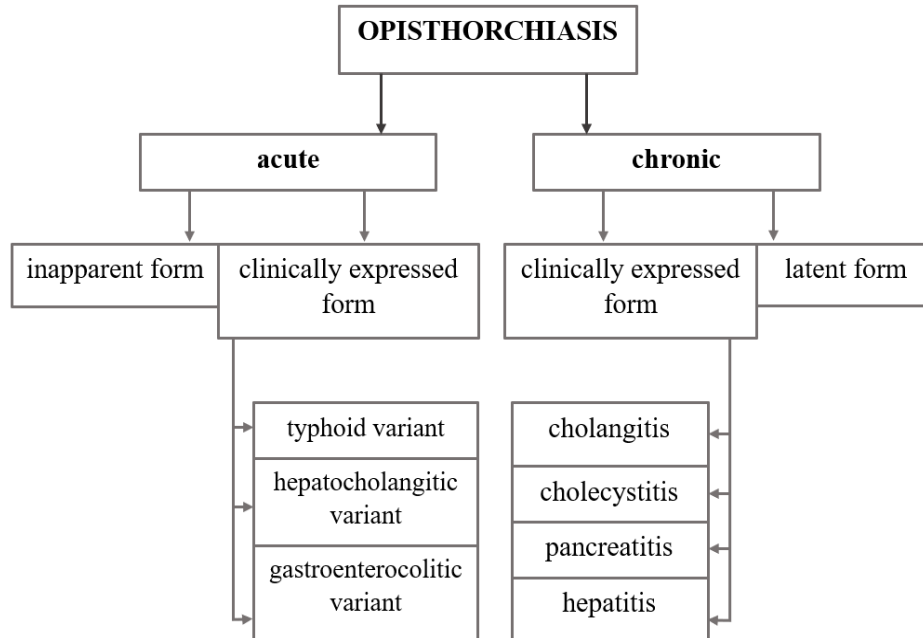 OPISTHORCHIASIS
acute
chronic
inapparent form
clinically expressed
form
clinically expressed
form
latent form
typhoid variant
hepatocholangitic
variant
gastroenterocolitic
variant
cholangitis
cholecystitis
pancreatitis
hepatitis